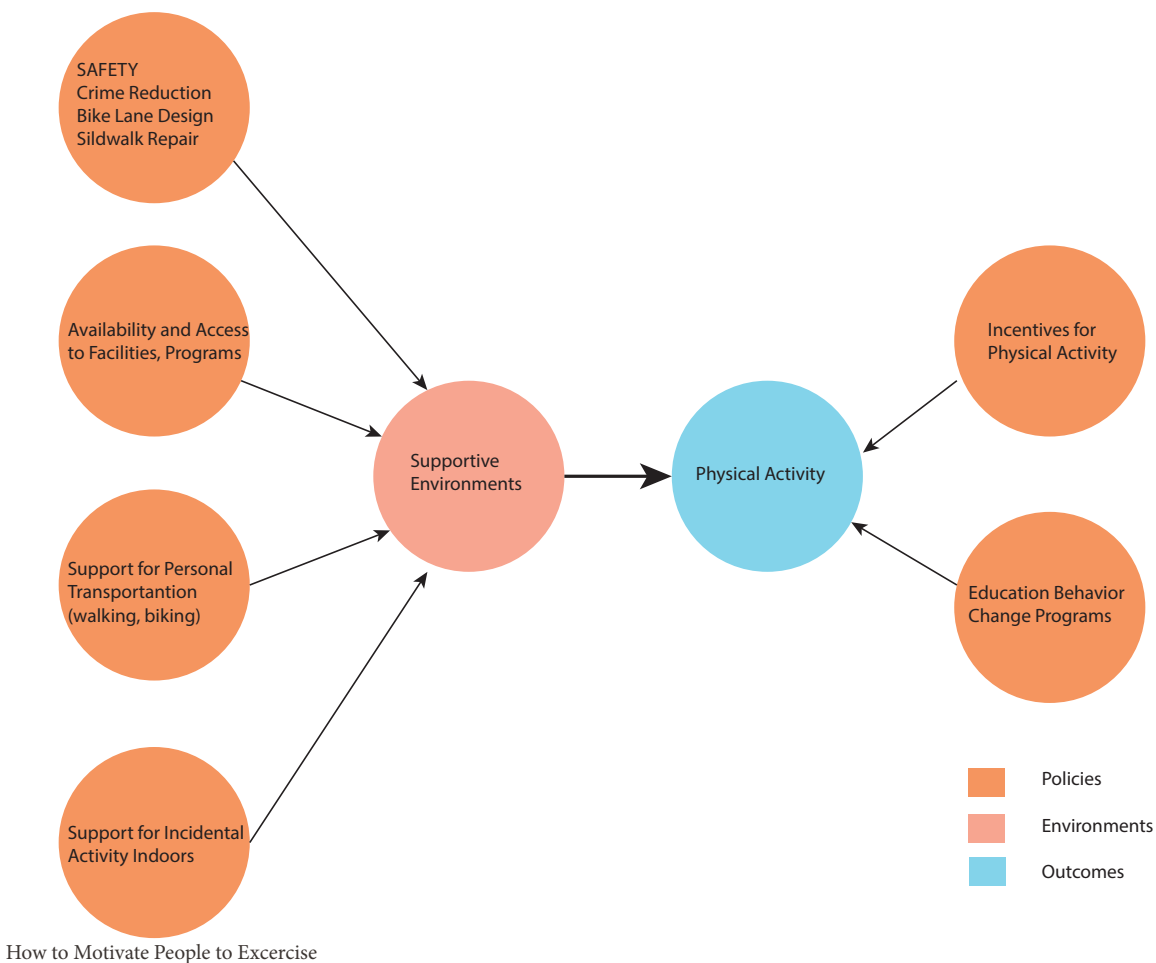 SAFETY
Crime Reduction
Bike Lane Design
Sildwalk Repair
Availability and Access
to Facilities, Programs
Support for Personal
Transportantion
(walking, biking)
Support for Incidental
Activity Indoors
Supportive
Environments
Physical Activity
Incentives for
Physical Activity
Education Behavior
Change Programs
Policies
Environments
Outcomes
How to Motivate People to Excercise